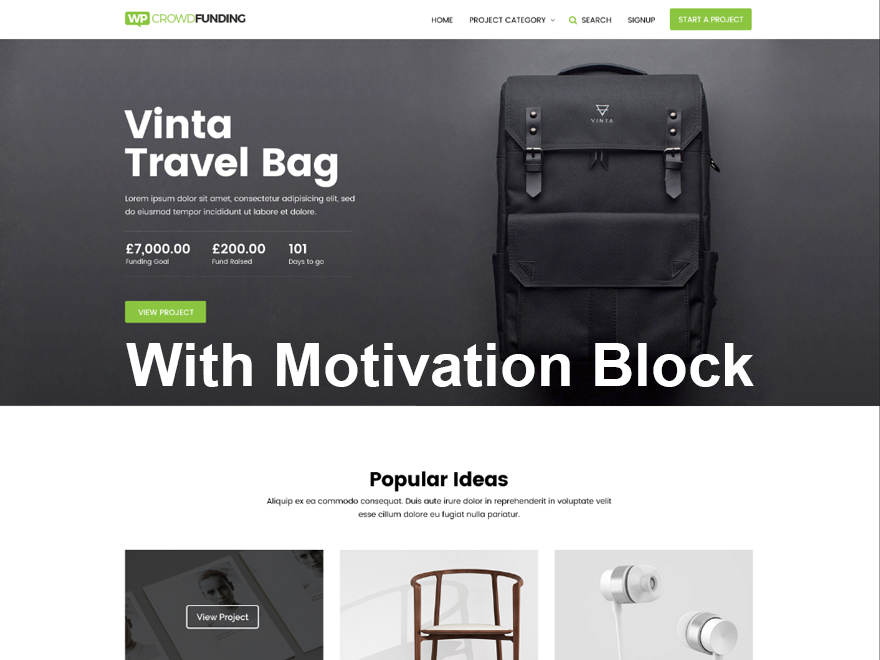 WP CROWDFUNDING
HOME PROJECT CATEGORY SEARCH SIGNUP START A PROJECT
VINTA
Vinta
Travel Bag
Lorem ipsum dolor sit amet, consectetur adipisicing elit, sed
do eiusmod tempor incididunt ut labore et dolore.
£7,000.00 £200.00 101
Funding Goal Fund Raised Days to go
VIEW PROJECT
With Motivation Block
Popular Ideas
Aliquip ex ea commodo consequat. Duis aute irure dolor in reprehenderit in voluptate velit
esse cillum dolore eu fugiat nulla pariatur.
View Project